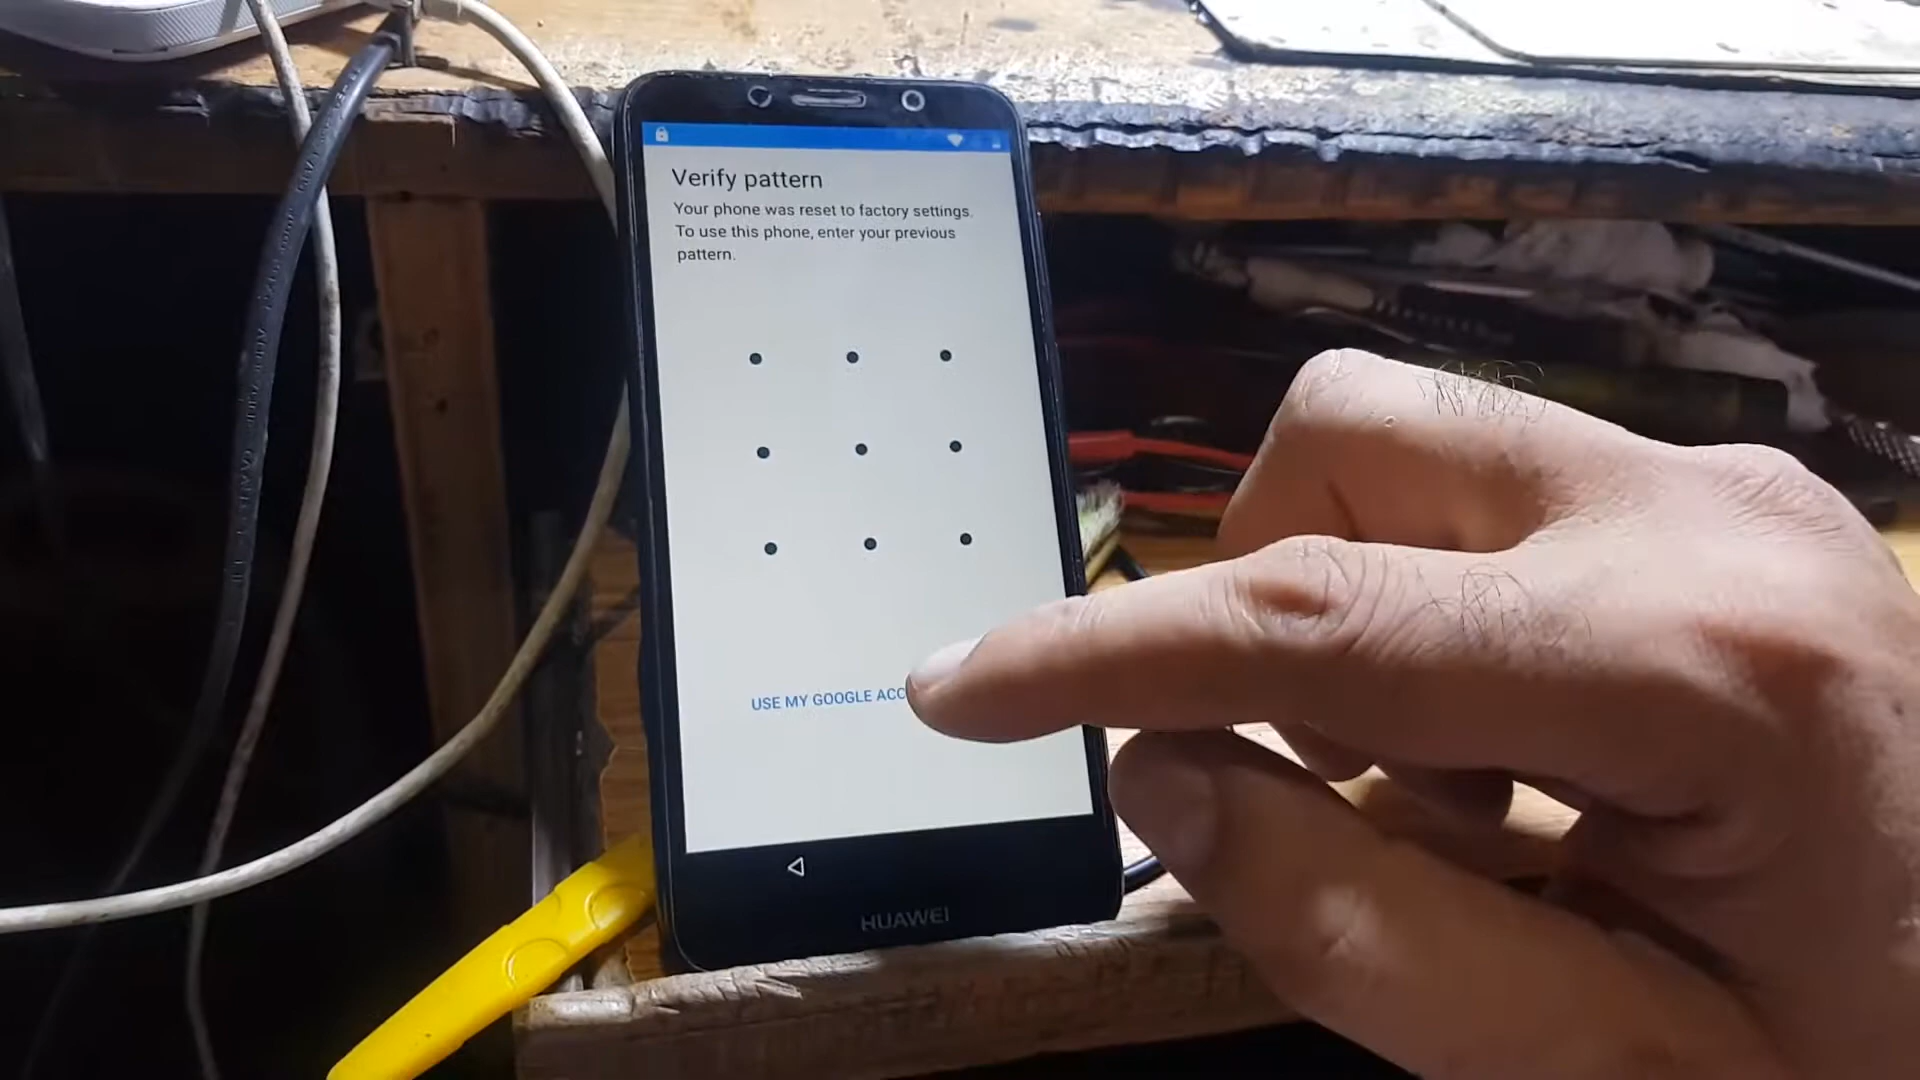 Verify pattern
Your phone was reset to factory settings.
To use this phone, enter your previous
pattern.
USE MY GOOGLE ACC
HUAWEI